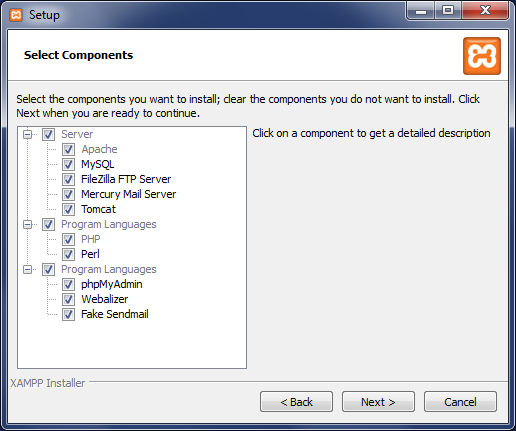 Setup
Select Components
Select the components you want to install; clear the components you do not want to install. Click
Next when you are ready to continue.
Server
Apache
MySQL
FileZilla FTP Server
Mercury Mail Server
Tomcat
Program Languages
PHP
Perl
Program Languages
phpMyAdmin
Webalizer
Fake Sendmail
Click on a component to get a detailed description
XAMPP Installer
< Back
Next >
Cancel